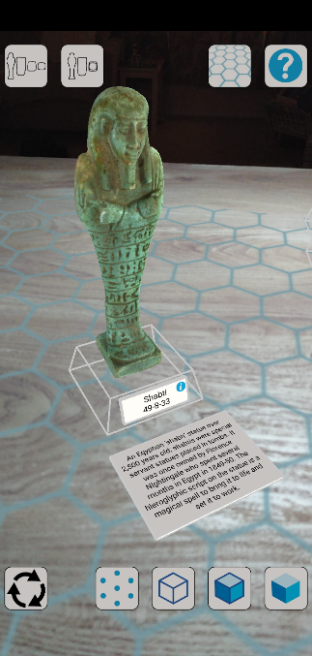 ?
Shabti
49-9-33
i
An Egyptian 'shabti' statue over
2,500 years old, shabtis were special
servant statues placed in tombs. It
was once owned by Florence
Nightingale who spent several
months in Egypt in 1849-50. The
hieroglyphic script on the statue is a
magical spell to bring it to life and
set it to work.